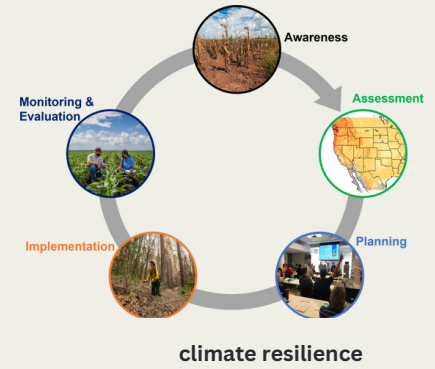 Awareness
Assessment
Monitoring &
Evaluation
Implementation
Planning
climate resilience